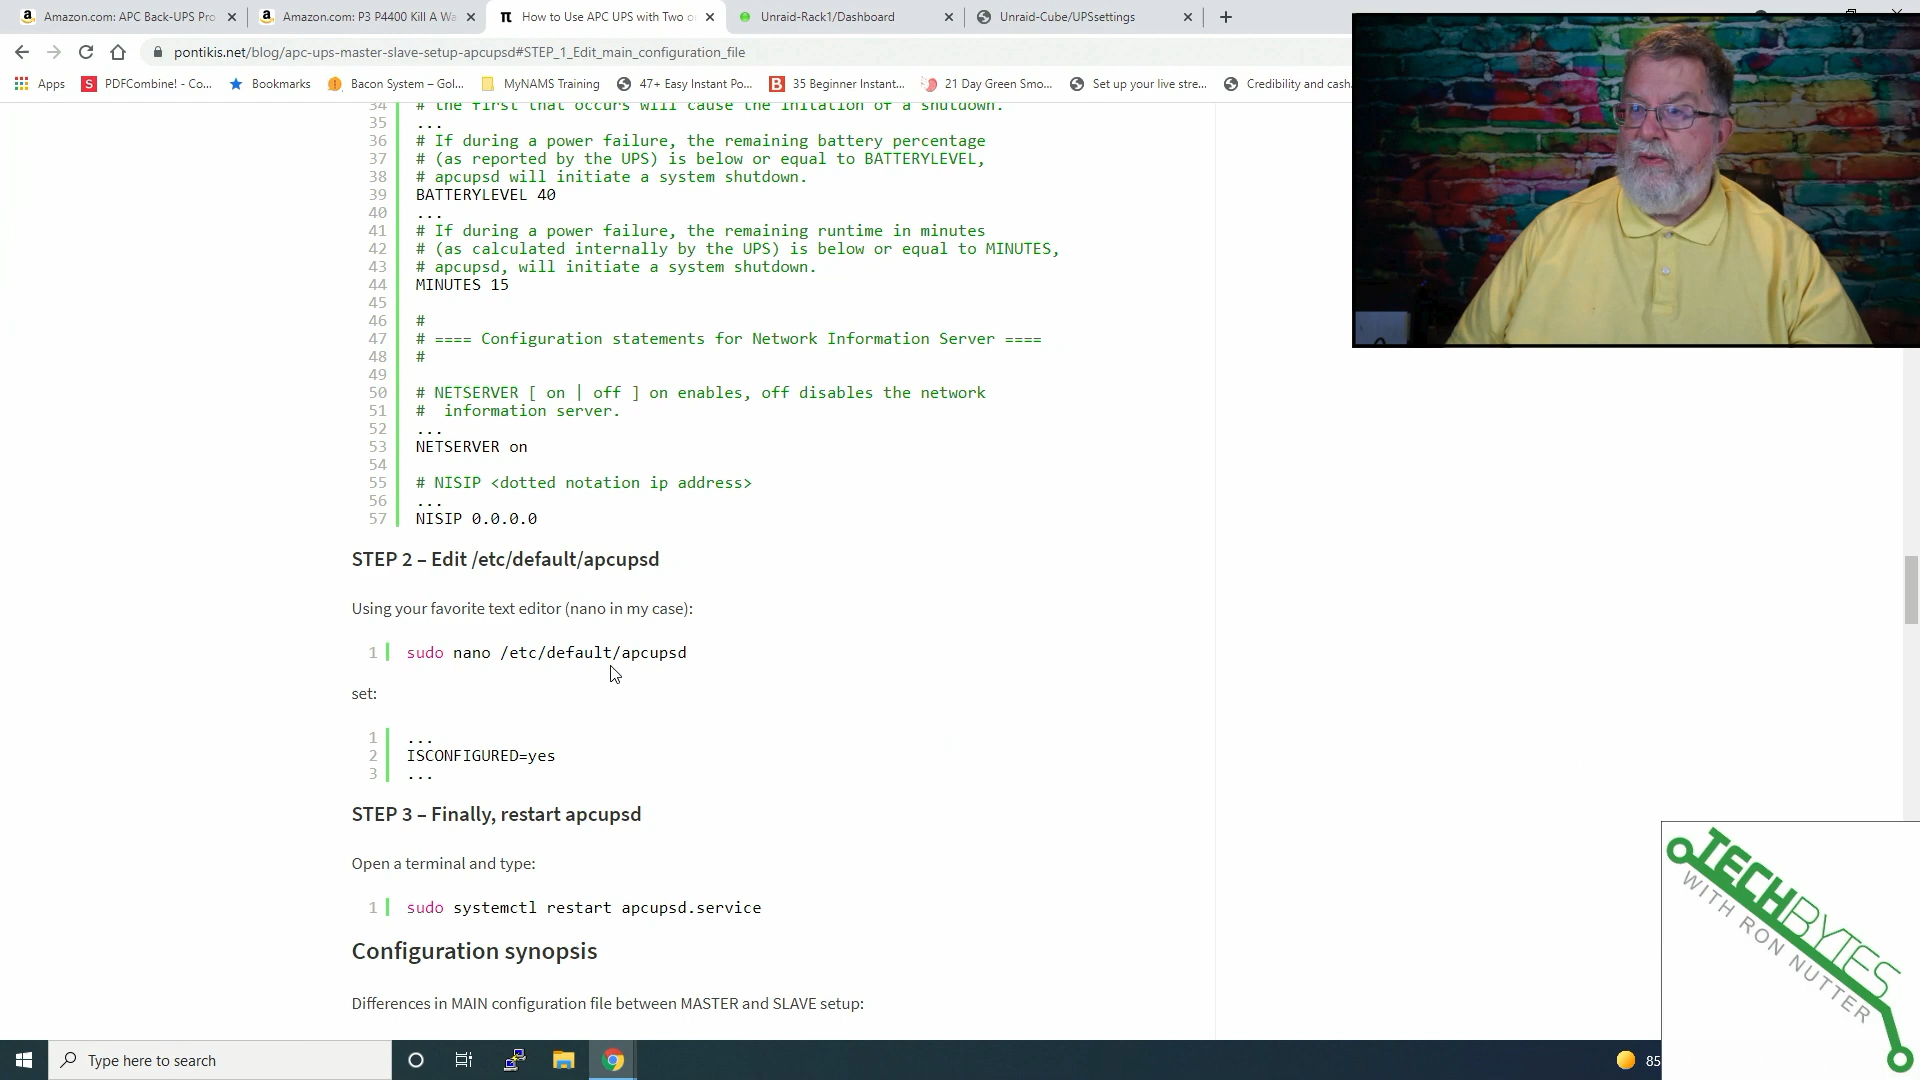 Amazon.com: APC Back-UPS Pro
Amazon.com: P3 P4400 Kill A Wa
How to Use APC UPS with Two o
Unraid-Rack1/Dashboard
Unraid-Cube/UPSsettings
pontikis.net/blog/apc-ups-master-slave-setup-apcupsd#STEP_1_Edit_main_configuration_file
Apps
PDFCombine! - Co...
Bookmarks
Bacon System – Gol...
MyNAMS Training
47+ Easy Instant Po...
35 Beginner Instant...
21 Day Green Smo...
Set up your live stre...
Credibility and cash
34 # the first that occurs will cause the initation of a shutdown.
35 ...
36 # If during a power failure, the remaining battery percentage
37 # (as reported by the UPS) is below or equal to BATTERYLEVEL,
38 # apcupsd will initiate a system shutdown.
39 BATTERYLEVEL 40
40 ...
41 # If during a power failure, the remaining runtime in minutes
42 # (as calculated internally by the UPS) is below or equal to MINUTES,
43 # apcupsd, will initiate a system shutdown.
44 MINUTES 15
45
46 #
47 # ==== Configuration statements for Network Information Server ====
48 #
49
50 # NETSERVER [ on | off ] on enables, off disables the network
51 #  information server.
52 ...
53 NETSERVER on
54
55 # NISIP <dotted notation ip address>
56 ...
57 NISIP 0.0.0.0
STEP 2 – Edit /etc/default/apcupsd
Using your favorite text editor (nano in my case):
1 sudo nano /etc/default/apcupsd
set:
1 ...
2 ISCONFIGURED=yes
3 ...
STEP 3 – Finally, restart apcupsd
Open a terminal and type:
1 sudo systemctl restart apcupsd.service
Configuration synopsis
Differences in MAIN configuration file between MASTER and SLAVE setup:
Type here to search
85
TECHBYTES
WITH RON NUTTER